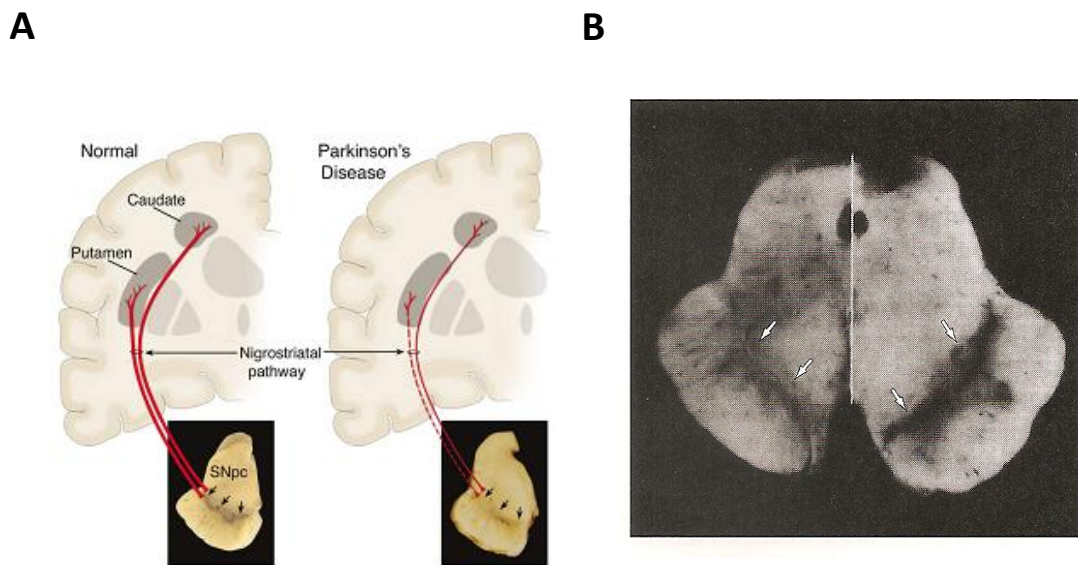 A
B
Normal
Parkinson's
Disease
Caudate
Putamen
Nigrostriatal
pathway
SNpc